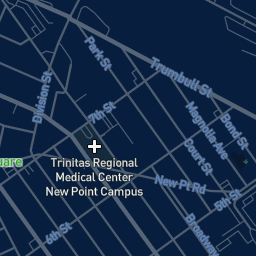 Trumbull St
Park St
Division St
7th St
Magnolia Ave
Bond St
Court St
Trinitas Regional
Medical Center
New Point Campus
uare
New Pt Rd
5th St
6th St
Broadway